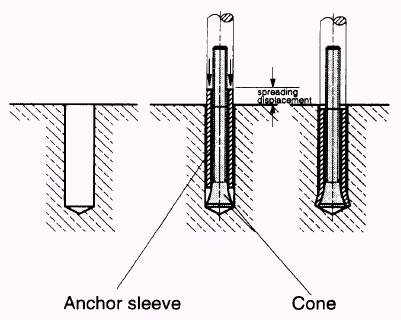 spreading
displacement
Anchor sleeve
Cone